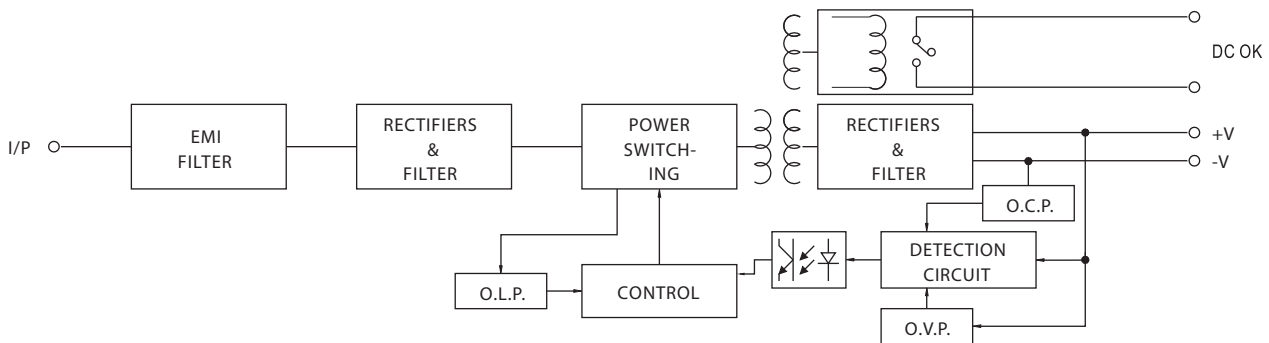 DC OK
I/P
EMI
FILTER
RECTIFIERS
&
FILTER
POWER
SWITCH-
ING
RECTIFIERS
&
FILTER
+V
-V
O.C.P.
DETECTION
CIRCUIT
O.L.P.
CONTROL
O.V.P.